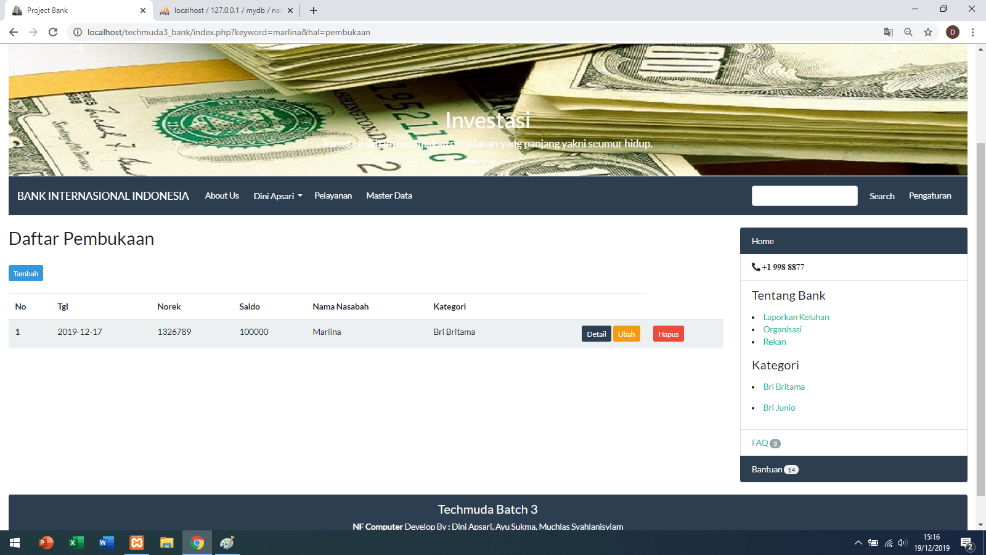 Project Bank
localhost / 127.0.0.1 / mydb / na
localhost/techmuda3_bank/index.php?keyword=marlina&hal=pembukaan
D
Investasi
yang panjang yakni seumur hidup.
BANK INTERNASIONAL INDONESIA About Us Dini Apsari Pelayanan Master Data Search Pengaturan
Daftar Pembukaan
Tambah
No Tgl Norek Saldo Nama Nasabah Kategori
1 2019-12-17 1326789 100000 Marlina Bri Britama Detail Ubah Hapus
Home
+1 998 8877
Tentang Bank
Laporkan Keluhan
Organisasi
Rekan
Kategori
Bri Britama
Bri Junio
FAQ 3
Bantuan 14
Techmuda Batch 3
NF Computer Develop By : Dini Apsari, Ayu Sukma, Muchlas Syahlanisyiam
15:16
19/12/2019
2